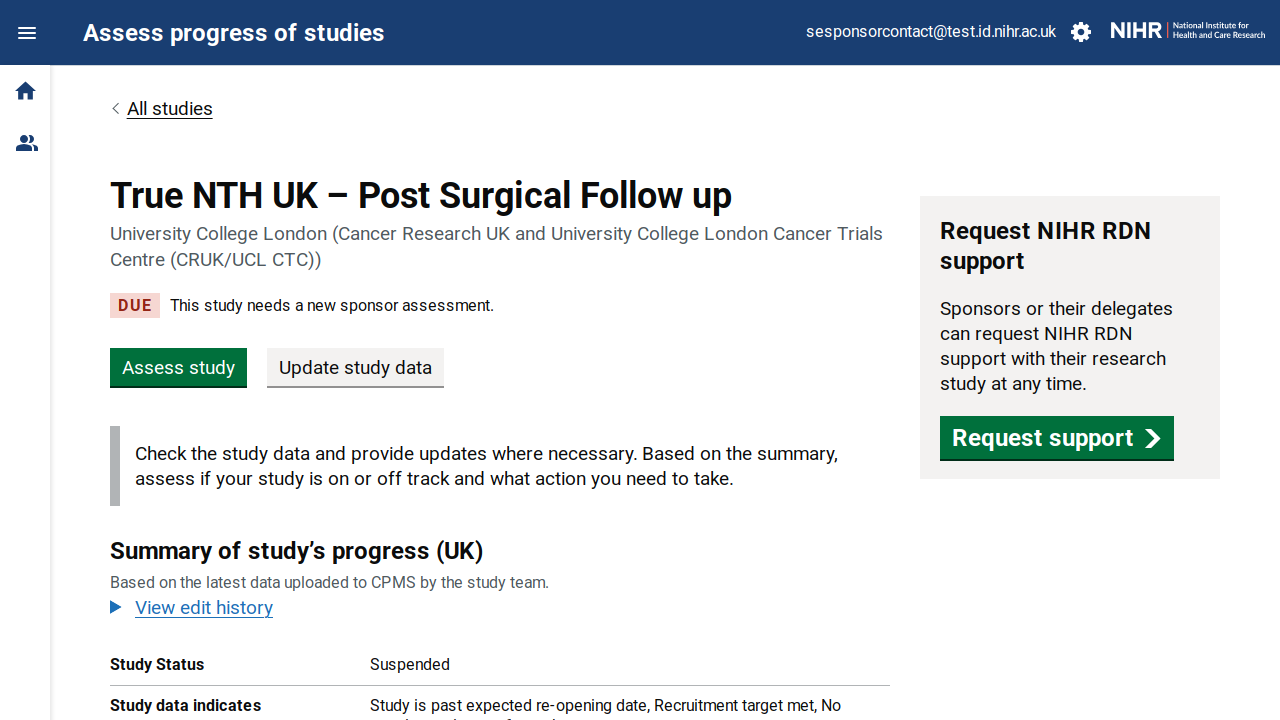 Assess progress of studies
sesponsorcontact@test.id.nihr.ac.uk
NIHR | National Institute for
Health and Care Research
All studies
True NTH UK – Post Surgical Follow up
University College London (Cancer Research UK and University College London Cancer Trials
Centre (CRUK/UCL CTC))
DUE This study needs a new sponsor assessment.
Assess study
Update study data
Check the study data and provide updates where necessary. Based on the summary,
assess if your study is on or off track and what action you need to take.
Summary of study’s progress (UK)
Based on the latest data uploaded to CPMS by the study team.
View edit history
Study Status Suspended
Study data indicates Study is past expected re-opening date, Recruitment target met, No
Request NIHR RDN
support
Sponsors or their delegates
can request NIHR RDN
support with their research
study at any time.
Request support